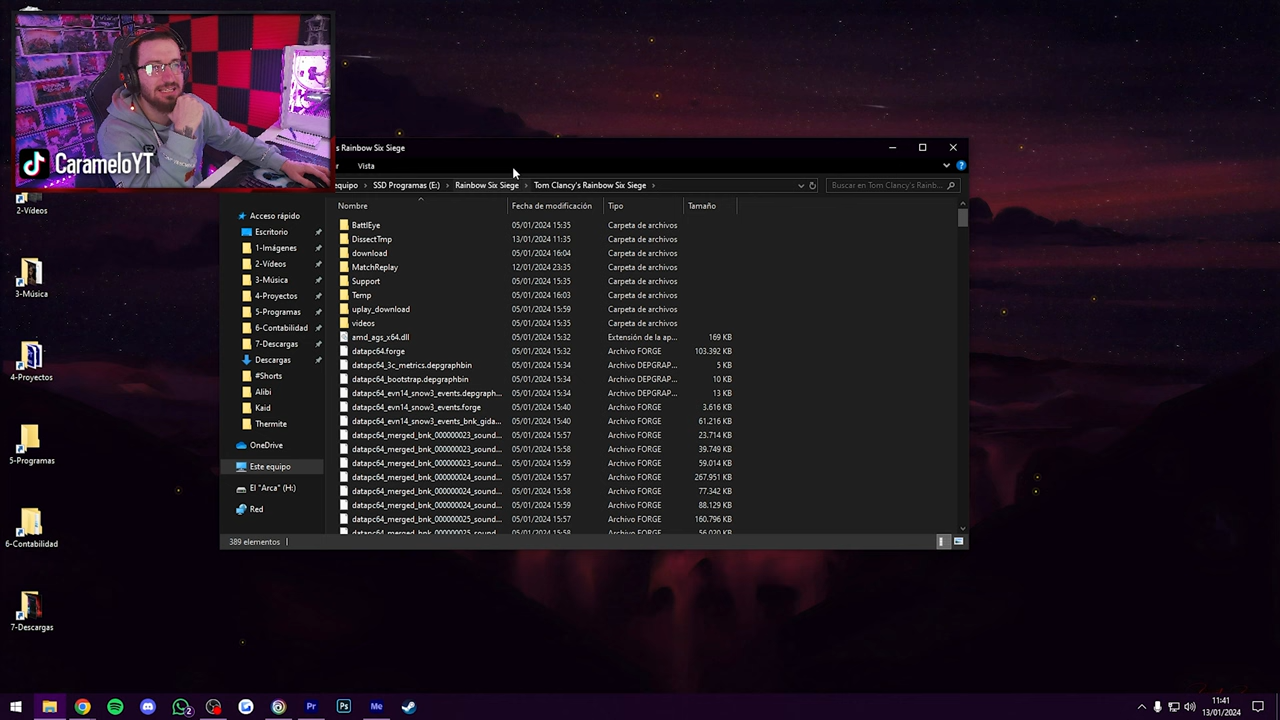 CarameloYT
s Rainbow Six Siege
r Vista
equipo > SSD Programas (E:) > Rainbow Six Siege > Tom Clancy's Rainbow Six Siege >
Buscar en Tom Clancy's Rainb...
2-Vídeos
3-Música
4-Proyectos
5-Programas
6-Contabilidad
7-Descargas
Acceso rápido
Escritorio
1-Imágenes
2-Vídeos
3-Música
4-Proyectos
5-Programas
6-Contabilidad
7-Descargas
Descargas
#Shorts
Alibi
Kaid
Thermite
OneDrive
Este equipo
El "Arca" (H:)
Red
Nombre Fecha de modificación Tipo Tamaño
BattlEye 05/01/2024 15:35 Carpeta de archivos
DissectTmp 13/01/2024 11:35 Carpeta de archivos
download 05/01/2024 16:04 Carpeta de archivos
MatchReplay 12/01/2024 23:35 Carpeta de archivos
Support 05/01/2024 15:35 Carpeta de archivos
Temp 05/01/2024 16:03 Carpeta de archivos
uplay_download 05/01/2024 15:59 Carpeta de archivos
videos 05/01/2024 15:35 Carpeta de archivos
amd_ags_x64.dll 05/01/2024 15:32 Extensión de la ap... 169 KB
datapc64.forge 05/01/2024 15:32 Archivo FORGE 103.392 KB
datapc64_3c_metrics.depgraphbin 05/01/2024 15:34 Archivo DEPGRAP... 5 KB
datapc64_bootstrap.depgraphbin 05/01/2024 15:34 Archivo DEPGRAP... 10 KB
datapc64_evn14_snow3_events.depgraph... 05/01/2024 15:34 Archivo DEPGRAP... 13 KB
datapc64_evn14_snow3_events.forge 05/01/2024 15:40 Archivo FORGE 3.616 KB
datapc64_evn14_snow3_events_bnk_gida... 05/01/2024 15:40 Archivo FORGE 61.216 KB
datapc64_merged_bnk_000000023_sound... 05/01/2024 15:57 Archivo FORGE 23.714 KB
datapc64_merged_bnk_000000023_sound... 05/01/2024 15:58 Archivo FORGE 39.749 KB
datapc64_merged_bnk_000000023_sound... 05/01/2024 15:59 Archivo FORGE 59.014 KB
datapc64_merged_bnk_000000024_sound... 05/01/2024 15:57 Archivo FORGE 267.951 KB
datapc64_merged_bnk_000000024_sound... 05/01/2024 15:58 Archivo FORGE 77.342 KB
datapc64_merged_bnk_000000024_sound... 05/01/2024 15:59 Archivo FORGE 88.129 KB
datapc64_merged_bnk_000000025_sound... 05/01/2024 15:57 Archivo FORGE 160.796 KB
datapc64_merged_bnk_000000025_sound... 05/01/2024 15:58 Archivo FORGE 56.020 KB
389 elementos
2
Pr
Ps
Me
11:41
13/01/2024